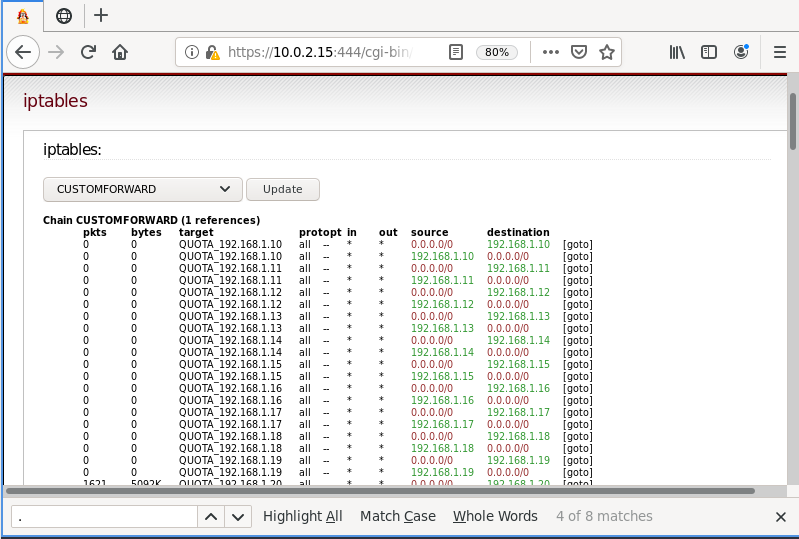 https://10.0.2.15:444/cgi-bin/
80%
iptables
iptables:
CUSTOMFORWARD
Update
Chain CUSTOMFORWARD (1 references)
pkts bytes target protopt in out source destination
0 0 QUOTA_192.168.1.10 all -- * * 0.0.0.0/0 192.168.1.10 [goto]
0 0 QUOTA_192.168.1.10 all -- * * 192.168.1.10 0.0.0.0/0 [goto]
0 0 QUOTA_192.168.1.11 all -- * * 0.0.0.0/0 192.168.1.11 [goto]
0 0 QUOTA_192.168.1.11 all -- * * 192.168.1.11 0.0.0.0/0 [goto]
0 0 QUOTA_192.168.1.12 all -- * * 0.0.0.0/0 192.168.1.12 [goto]
0 0 QUOTA_192.168.1.12 all -- * * 192.168.1.12 0.0.0.0/0 [goto]
0 0 QUOTA_192.168.1.13 all -- * * 0.0.0.0/0 192.168.1.13 [goto]
0 0 QUOTA_192.168.1.13 all -- * * 192.168.1.13 0.0.0.0/0 [goto]
0 0 QUOTA_192.168.1.14 all -- * * 0.0.0.0/0 192.168.1.14 [goto]
0 0 QUOTA_192.168.1.14 all -- * * 192.168.1.14 0.0.0.0/0 [goto]
0 0 QUOTA_192.168.1.15 all -- * * 0.0.0.0/0 192.168.1.15 [goto]
0 0 QUOTA_192.168.1.15 all -- * * 192.168.1.15 0.0.0.0/0 [goto]
0 0 QUOTA_192.168.1.16 all -- * * 0.0.0.0/0 192.168.1.16 [goto]
0 0 QUOTA_192.168.1.16 all -- * * 192.168.1.16 0.0.0.0/0 [goto]
0 0 QUOTA_192.168.1.17 all -- * * 0.0.0.0/0 192.168.1.17 [goto]
0 0 QUOTA_192.168.1.17 all -- * * 192.168.1.17 0.0.0.0/0 [goto]
0 0 QUOTA_192.168.1.18 all -- * * 0.0.0.0/0 192.168.1.18 [goto]
0 0 QUOTA_192.168.1.18 all -- * * 192.168.1.18 0.0.0.0/0 [goto]
0 0 QUOTA_192.168.1.19 all -- * * 0.0.0.0/0 192.168.1.19 [goto]
0 0 QUOTA_192.168.1.19 all -- * * 192.168.1.19 0.0.0.0/0 [goto]
1621 5092K QUOTA_192.168.1.20 all -- * * 0.0.0.0/0 192.168.1.20 [goto]
. Highlight All Match Case Whole Words 4 of 8 matches